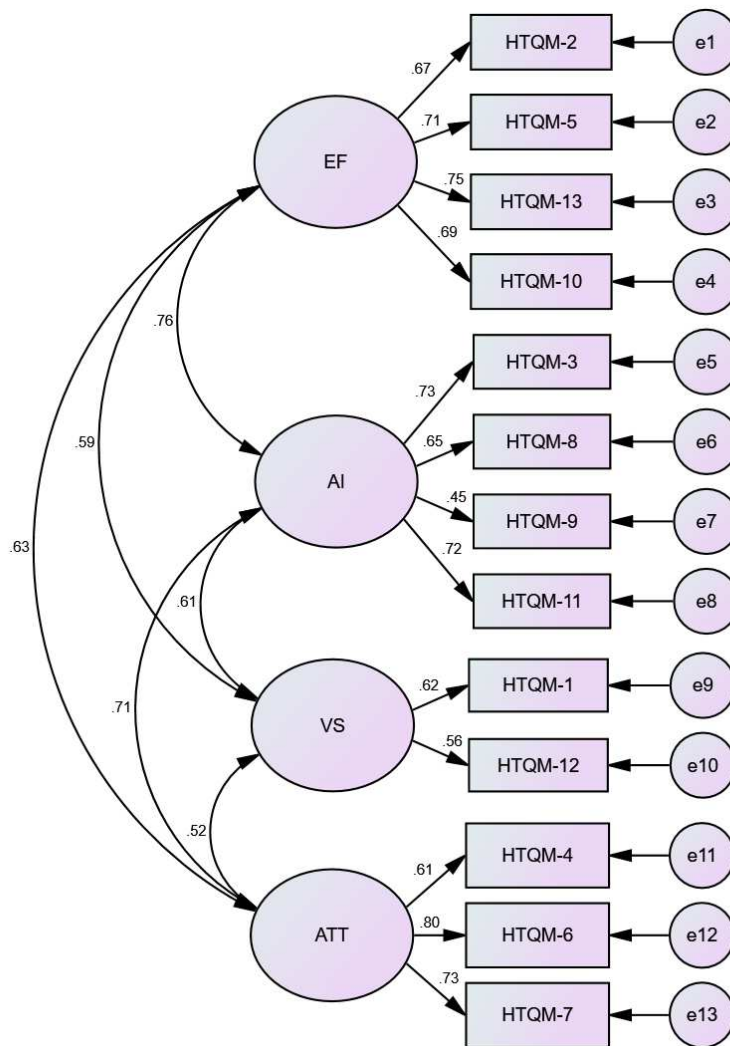 HTQM-2
e1
.67
HTQM-5
e2
.71
EF
.75
HTQM-13
e3
.69
HTQM-10
e4
.76
HTQM-3
e5
.73
.59
HTQM-8
e6
.65
AI
.45
HTQM-9
e7
.63
.72
HTQM-11
e8
.61
HTQM-1
e9
.62
.71
VS
.56
HTQM-12
e10
.52
HTQM-4
e11
.61
ATT
.80
HTQM-6
e12
.73
HTQM-7
e13